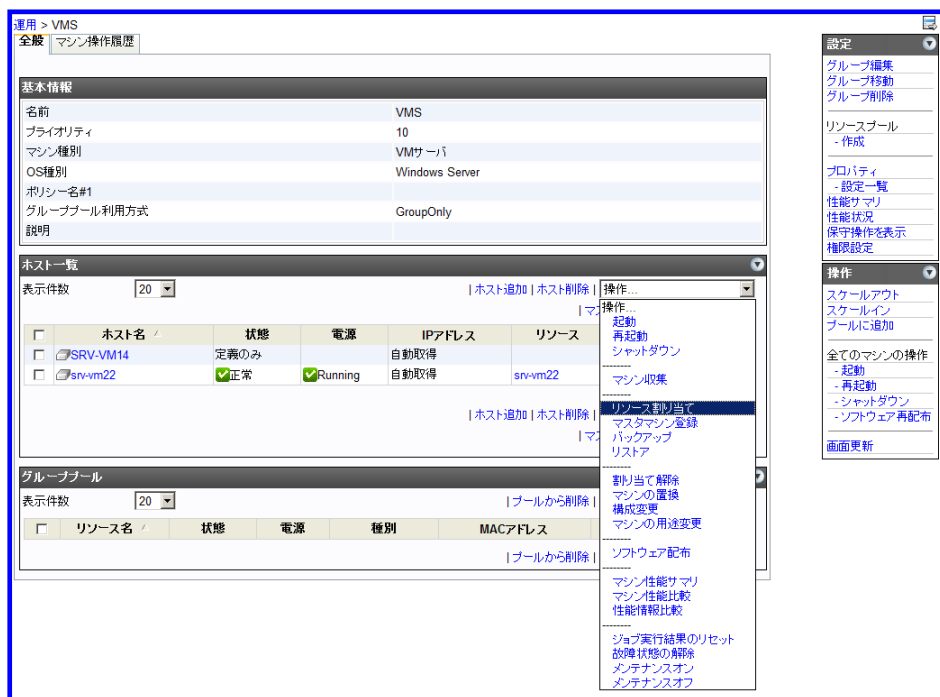 運用 > VMS
全般 マシン操作履歴
基本情報
名前 VMS
プライオリティ 10
マシン種別 VMサーバ
OS種別 Windows Server
ポリシー名#1
グループプール利用方式 GroupOnly
説明
ホスト一覧
表示件数 20 | ホスト追加 | ホスト削除 | 操作...
| マス
ホスト名 状態 電源 IPアドレス リソース
SRV-VM14 定義のみ 自動取得
srv-vm22 正常 Running 自動取得 srv-vm22
| ホスト追加 | ホスト削除 |
| マス
操作...
起動
再起動
シャットダウン
--------
マシン収集
--------
リソース割り当て
マスタマシン登録
バックアップ
リストア
--------
割り当て解除
マシンの置換
構成変更
マシンの用途変更
--------
ソフトウェア配布
--------
マシン性能サマリ
マシン性能比較
性能情報比較
--------
ジョブ実行結果のリセット
故障状態の解除
メンテナンスオン
メンテナンスオフ
グループプール
表示件数 20 | プールから削除 |
リソース名 状態 電源 種別 MACアドレス
| プールから削除 |
設定
グループ編集
グループ移動
グループ削除
リソースプール
- 作成
プロパティ
- 設定一覧
性能サマリ
性能状況
保守操作を表示
権限設定
操作
スケールアウト
スケールイン
プールに追加
全てのマシンの操作
- 起動
- 再起動
- シャットダウン
- ソフトウェア再配布
画面更新